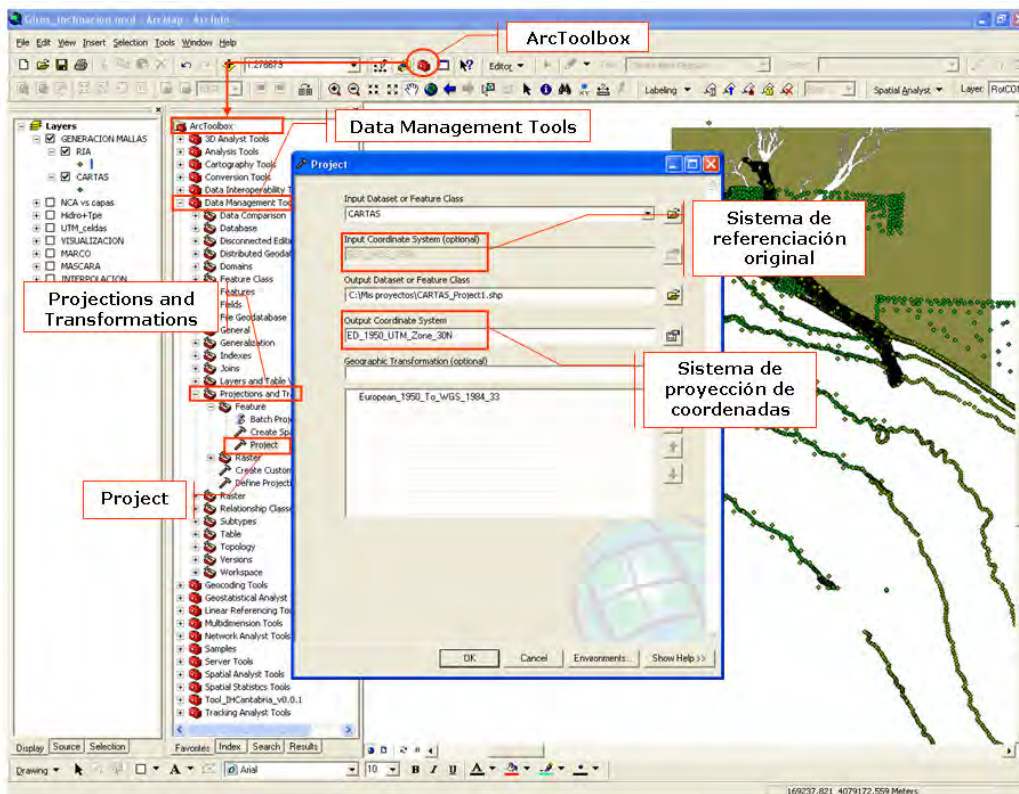 Giros_inclinacion.mxd - ArcMap - ArcInfo
File Edit View Insert Selection Tools Window Help
ArcToolbox
1:278673
Editor
Labeling
Spatial Analyst
Layer: RotCON
Layers
GENERACION MALLAS
RIA
CARTAS
NCA vs capas
Hidro+Tpe
UTM_celdas
VISUALIZACION
MARCO
MASCARA
INTERPOLACION
ArcToolbox
3D Analyst Tools
Analysis Tools
Cartography Tools
Conversion Tools
Data Interoperability T
Data Management Too
Data Comparison
Database
Disconnected Editi
Distributed Geodat
Domains
Feature Class
Features
Fields
File Geodatabase
General
Generalization
Indexes
Joins
Layers and Table V
Projections and Tra
Feature
Batch Proj
Create Spa
Project
Raster
Create Custom
Define Projecti
Raster
Relationship Classe
Subtypes
Table
Topology
Versions
Workspace
Geocoding Tools
Geostatistical Analyst
Linear Referencing Too
Multidimension Tools
Network Analyst Tools
Samples
Server Tools
Spatial Analyst Tools
Spatial Statistics Tools
Tool_IHCantabria_v0.0.1
Tracking Analyst Tools
Data Management Tools
Projections and
Transformations
Project
Project
Input Dataset or Feature Class
CARTAS
Input Coordinate System (optional)
Output Dataset or Feature Class
C:\Mis proyectos\CARTAS_Project1.shp
Output Coordinate System
ED_1950_UTM_Zone_30N
Geographic Transformation (optional)
European_1950_To_WGS_1984_33
OK Cancel Environments... Show Help >>
Sistema de
referenciación
original
Sistema de
proyección de
coordenadas
Display Source Selection
Favorites Index Search Results
Drawing
Arial
10
B I U A
169237,821 4079172,559 Meters